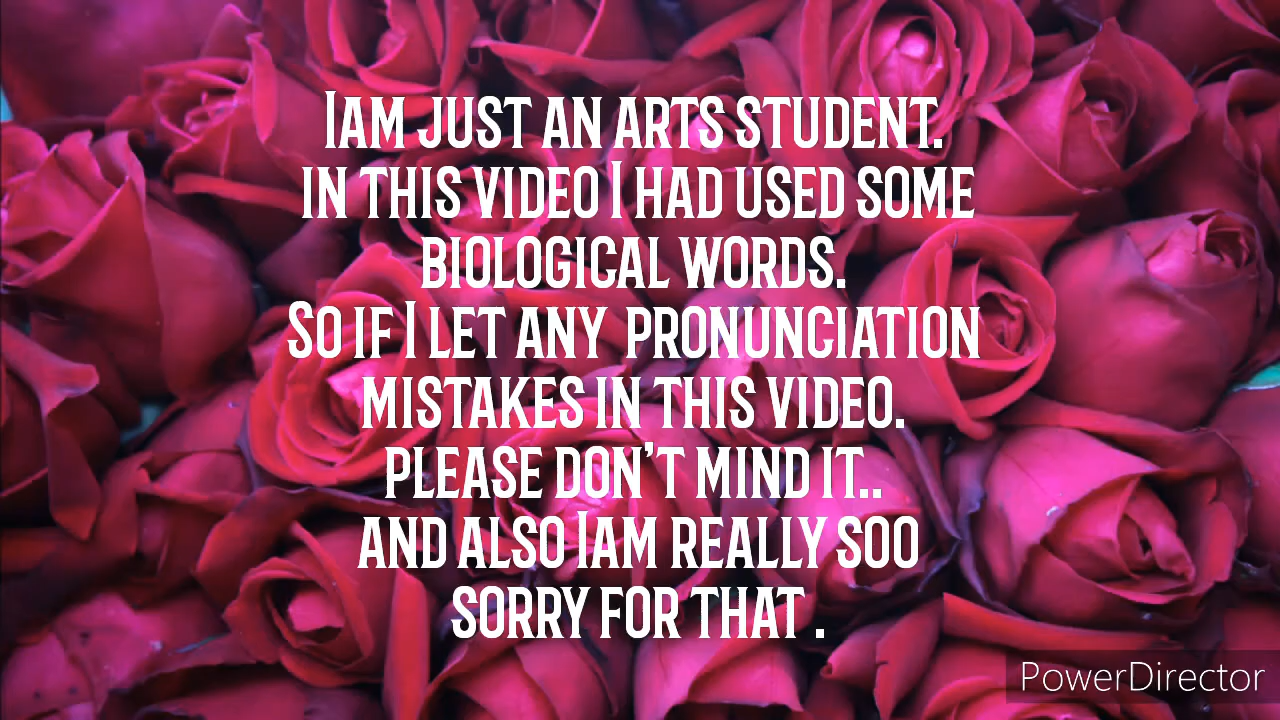 Iam just an arts student.
in this video I had used some
biological words.
So if I let any pronunciation
mistakes in this video.
please don't mind it..
and also Iam really soo
sorry for that .
PowerDirector